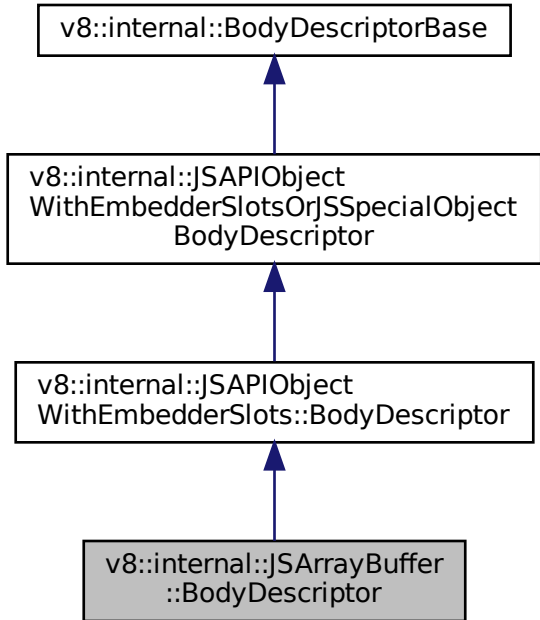 v8::internal::BodyDescriptorBase
v8::internal::JSAPIObject
WithEmbedderSlotsOrJSSpecialObject
BodyDescriptor
v8::internal::JSAPIObject
WithEmbedderSlots::BodyDescriptor
v8::internal::JSArrayBuffer
::BodyDescriptor